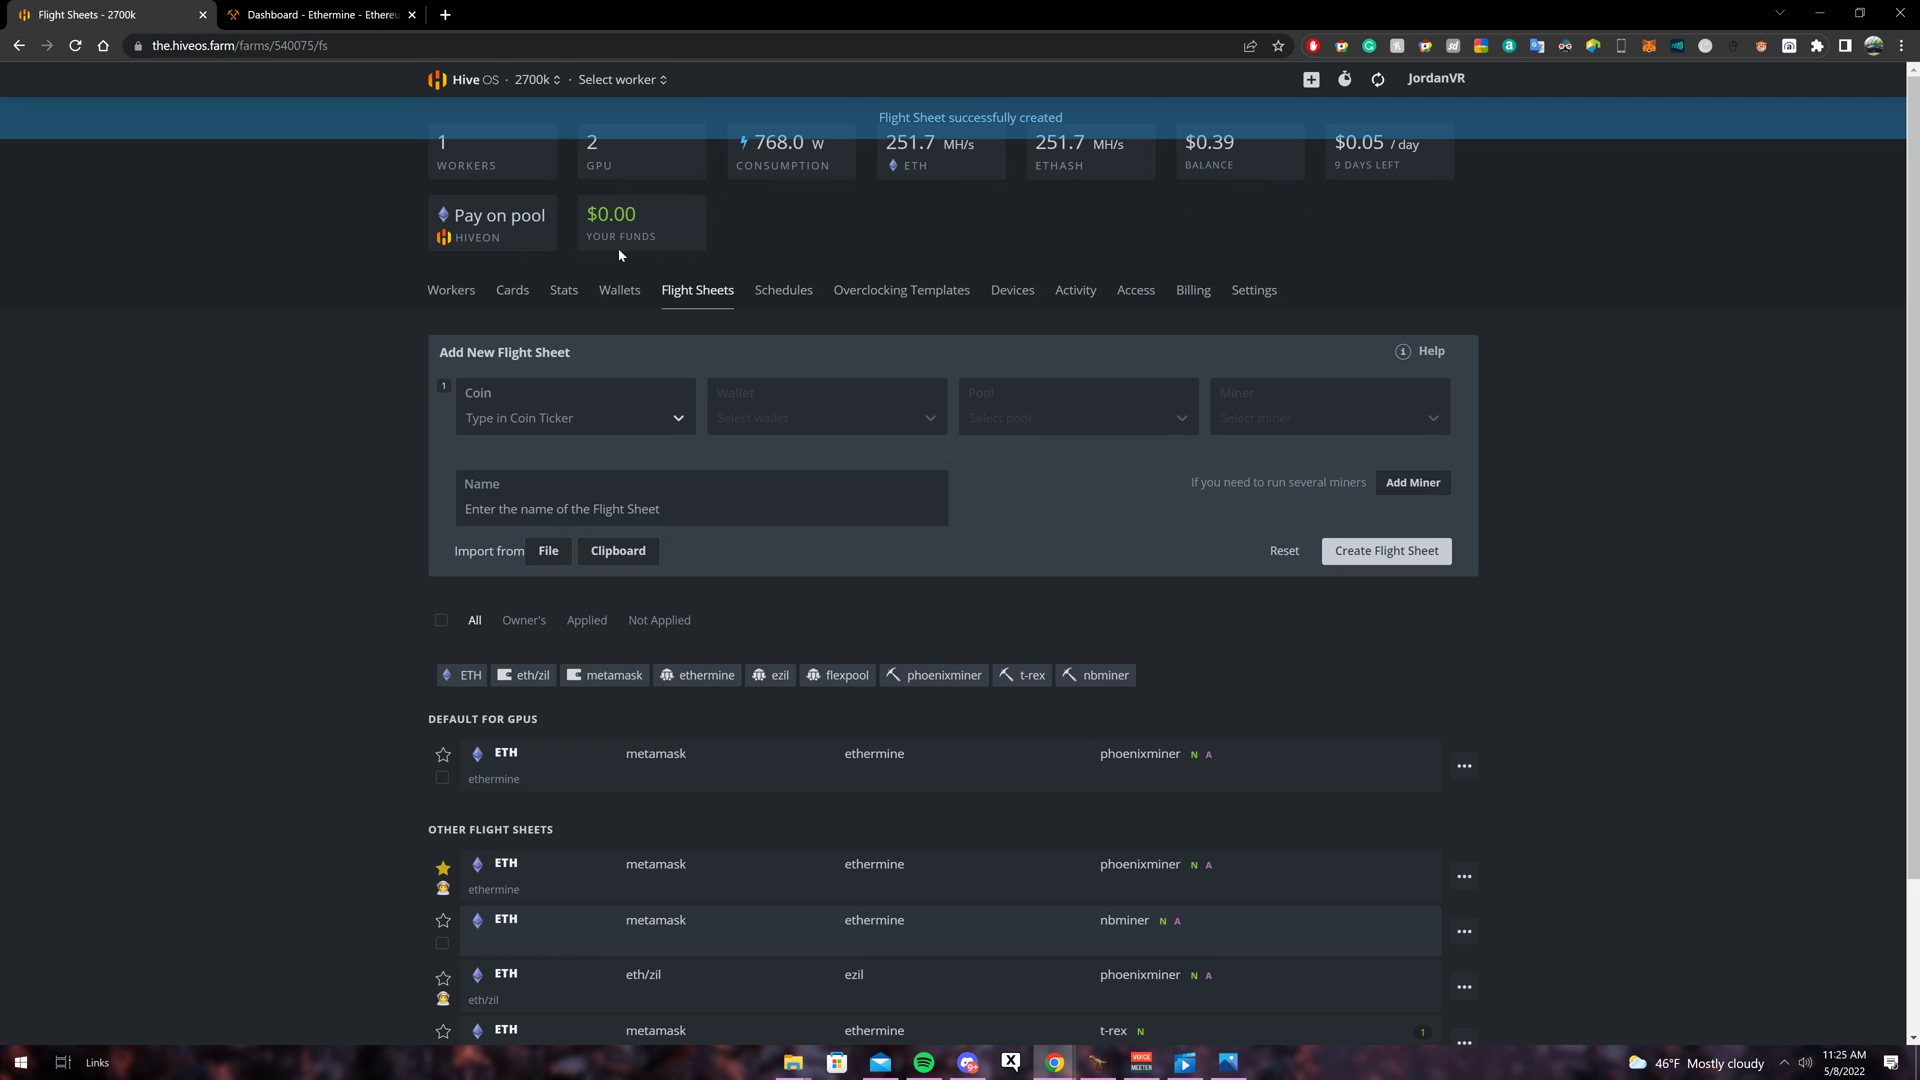 Flight Sheets - 2700k
Dashboard - Ethermine - Ethereu
the.hiveos.farm/farms/540075/fs
Hive OS · 2700k · Select worker
JordanVR
Flight Sheet successfully created
1
WORKERS
2
GPU
768.0 W
CONSUMPTION
251.7 MH/s
ETH
251.7 MH/s
ETHASH
$0.39
BALANCE
$0.05 / day
9 DAYS LEFT
Pay on pool
HIVEON
$0.00
YOUR FUNDS
Workers Cards Stats Wallets Flight Sheets Schedules Overclocking Templates Devices Activity Access Billing Settings
Add New Flight Sheet
Help
1
Coin
Type in Coin Ticker
Wallet
Select wallet
Pool
Select pool
Miner
Select miner
Name
Enter the name of the Flight Sheet
If you need to run several miners Add Miner
Import from File Clipboard
Reset Create Flight Sheet
All Owner's Applied Not Applied
ETH eth/zil metamask ethermine ezil flexpool phoenixminer t-rex nbminer
DEFAULT FOR GPUS
ETH metamask ethermine phoenixminer N A
ethermine
OTHER FLIGHT SHEETS
ETH metamask ethermine phoenixminer N A
ethermine
ETH metamask ethermine nbminer N A
ETH eth/zil ezil phoenixminer N A
eth/zil
ETH metamask ethermine t-rex N 1
Links
9+
VOICE
MEETER
46°F Mostly cloudy
11:25 AM
5/8/2022